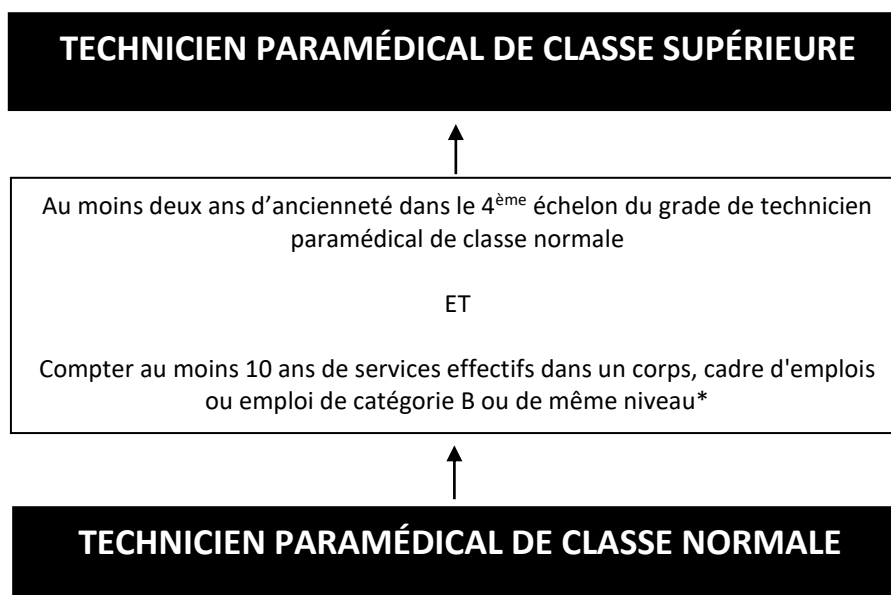 TECHNICIEN PARAMÉDICAL DE CLASSE SUPÉRIEURE
Au moins deux ans d’ancienneté dans le 4ème échelon du grade de technicien
paramédical de classe normale
ET
Compter au moins 10 ans de services effectifs dans un corps, cadre d'emplois
ou emploi de catégorie B ou de même niveau*
TECHNICIEN PARAMÉDICAL DE CLASSE NORMALE